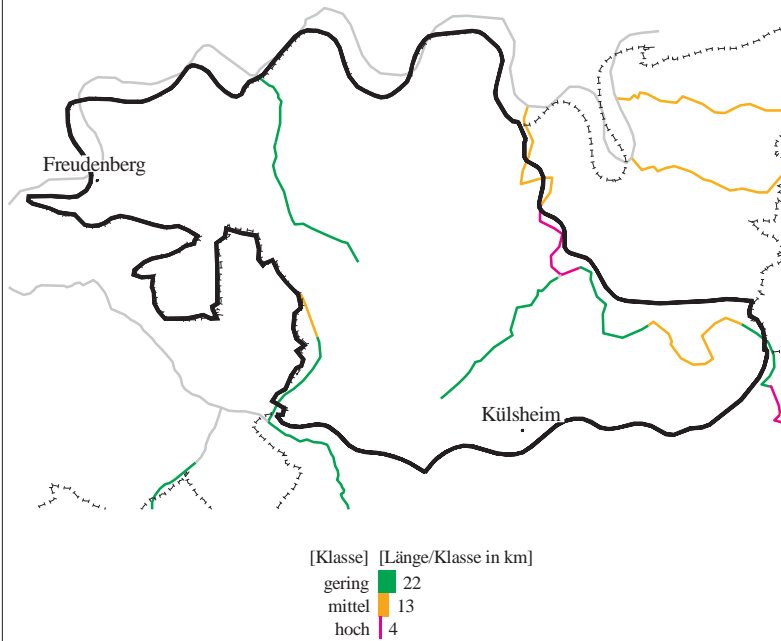 Freudenberg
Külsheim
[Klasse] [Länge/Klasse in km]
gering 22
mittel 13
hoch 4